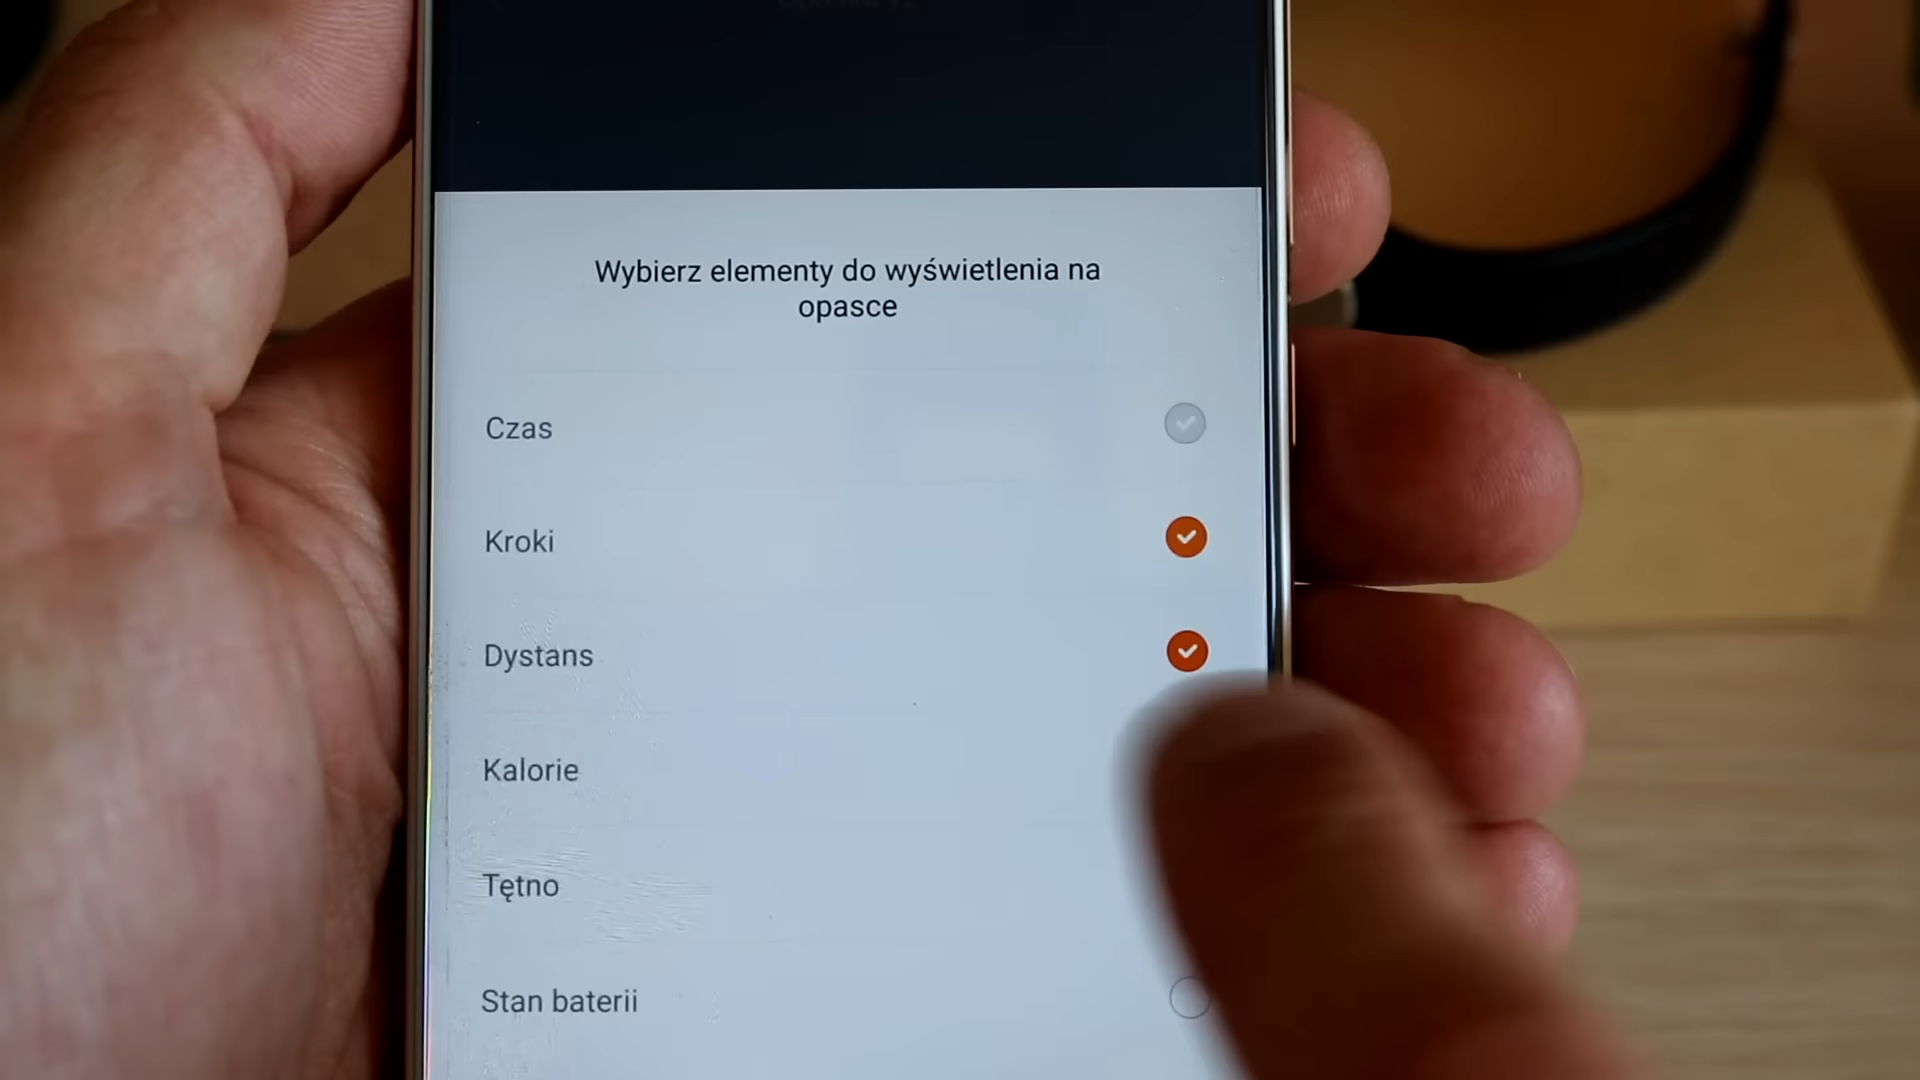 Wybierz elementy do wyświetlenia na
opasce
Czas
Kroki
Dystans
Kalorie
Tętno
Stan baterii